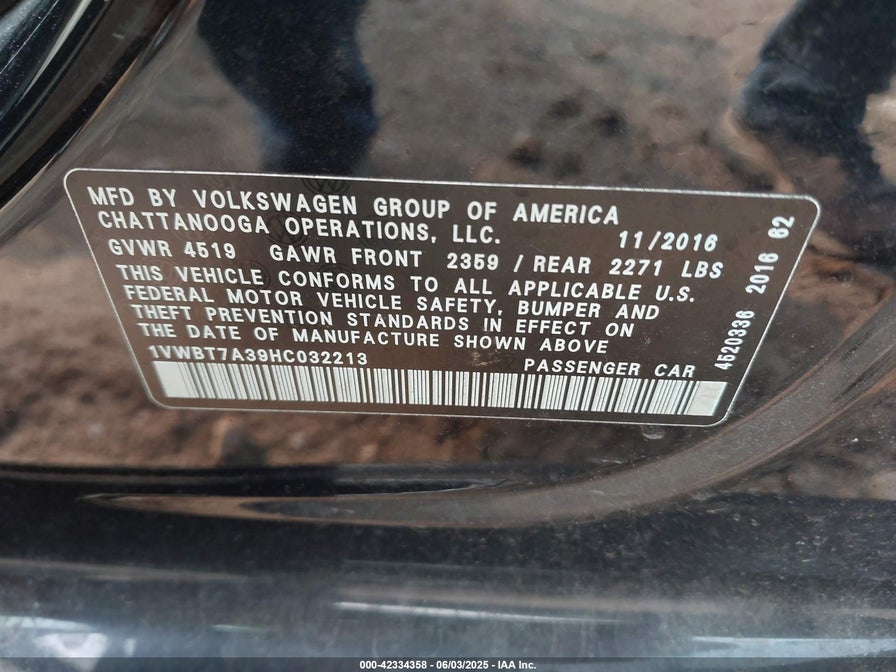 MFD BY VOLKSWAGEN GROUP OF AMERICA
CHATTANOOGA OPERATIONS, LLC. 11/2016
GVWR 4519 GAWR FRONT 2359 / REAR 2271 LBS
THIS VEHICLE CONFORMS TO ALL APPLICABLE U.S.
FEDERAL MOTOR VEHICLE SAFETY, BUMPER AND
THEFT PREVENTION STANDARDS IN EFFECT ON
THE DATE OF MANUFACTURE SHOWN ABOVE
1VWBT7A39HC032213 PASSENGER CAR
4620336 2016 62
000-42334358 - 06/03/2025 - IAA Inc.